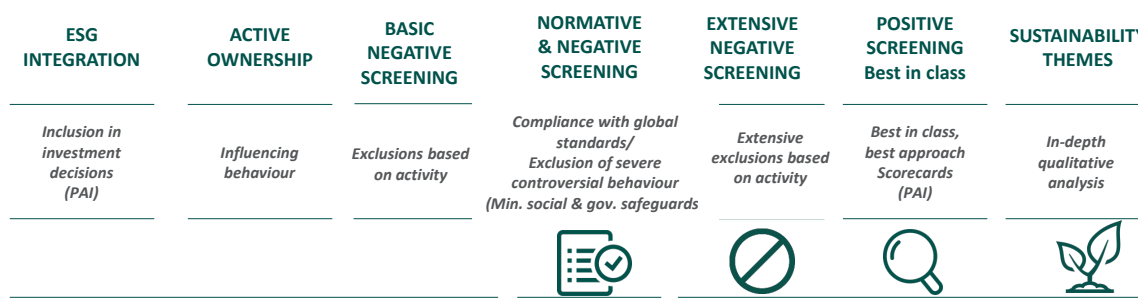 ESG
INTEGRATION
ACTIVE
OWNERSHIP
BASIC
NEGATIVE
SCREENING
NORMATIVE
& NEGATIVE
SCREENING
EXTENSIVE
NEGATIVE
SCREENING
POSITIVE
SCREENING
Best in class
SUSTAINABILITY
THEMES
Inclusion in
investment
decisions
(PAI)
Influencing
behaviour
Exclusions based
on activity
Compliance with global
standards/
Exclusion of severe
controversial behaviour
(Min. social & gov. safeguards
Extensive
exclusions based
on activity
Best in class,
best approach
Scorecards
(PAI)
In-depth
qualitative
analysis